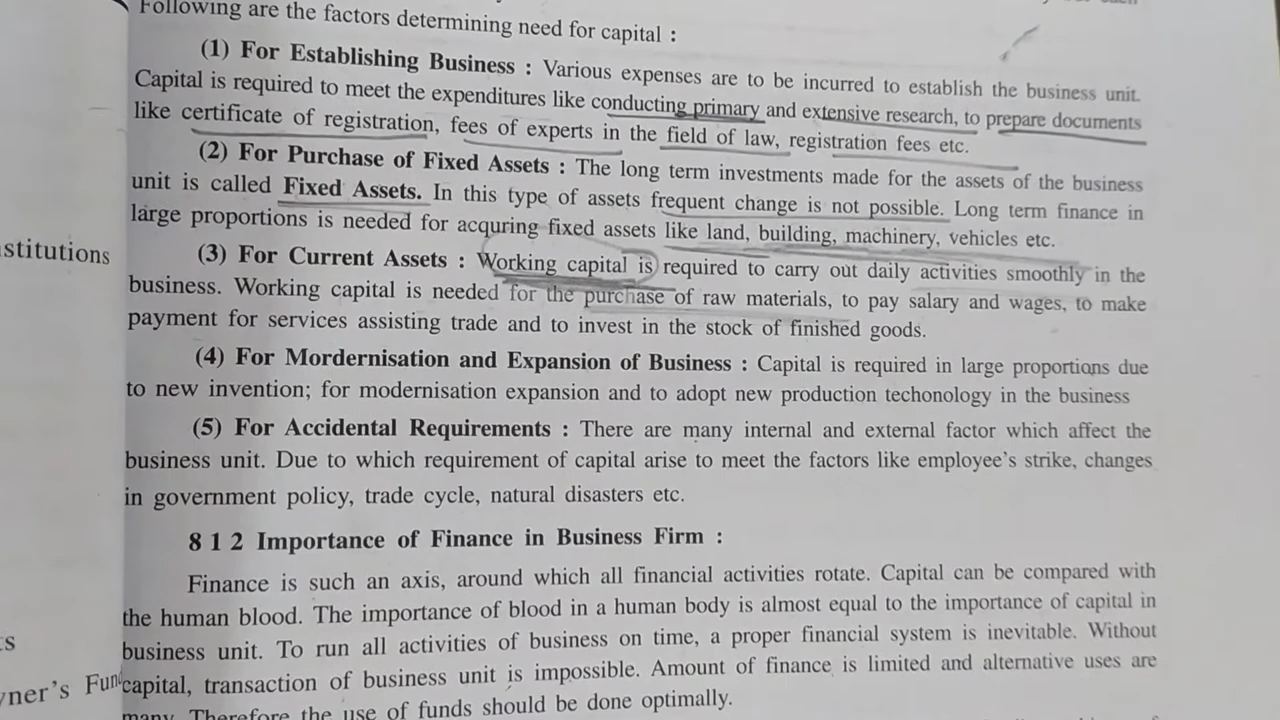 Following are the factors determining need for capital :
(1) For Establishing Business : Various expenses are to be incurred to establish the business unit.
Capital is required to meet the expenditures like conducting primary and extensive research, to prepare documents
like certificate of registration, fees of experts in the field of law, registration fees etc.
(2) For Purchase of Fixed Assets : The long term investments made for the assets of the business
unit is called Fixed Assets. In this type of assets frequent change is not possible. Long term finance in
large proportions is needed for acquring fixed assets like land, building, machinery, vehicles etc.
stitutions
(3) For Current Assets : Working capital is required to carry out daily activities smoothly in the
business. Working capital is needed for the purchase of raw materials, to pay salary and wages, to make
payment for services assisting trade and to invest in the stock of finished goods.
(4) For Mordernisation and Expansion of Business : Capital is required in large proportions due
to new invention; for modernisation expansion and to adopt new production techonology in the business
(5) For Accidental Requirements : There are many internal and external factor which affect the
business unit. Due to which requirement of capital arise to meet the factors like employee's strike, changes
in government policy, trade cycle, natural disasters etc.
8 1 2 Importance of Finance in Business Firm :
Finance is such an axis, around which all financial activities rotate. Capital can be compared with
the human blood. The importance of blood in a human body is almost equal to the importance of capital in
business unit. To run all activities of business on time, a proper financial system is inevitable. Without
ner's Fund
capital, transaction of business unit is impossible. Amount of finance is limited and alternative uses are
many. Therefore the use of funds should be done optimally.